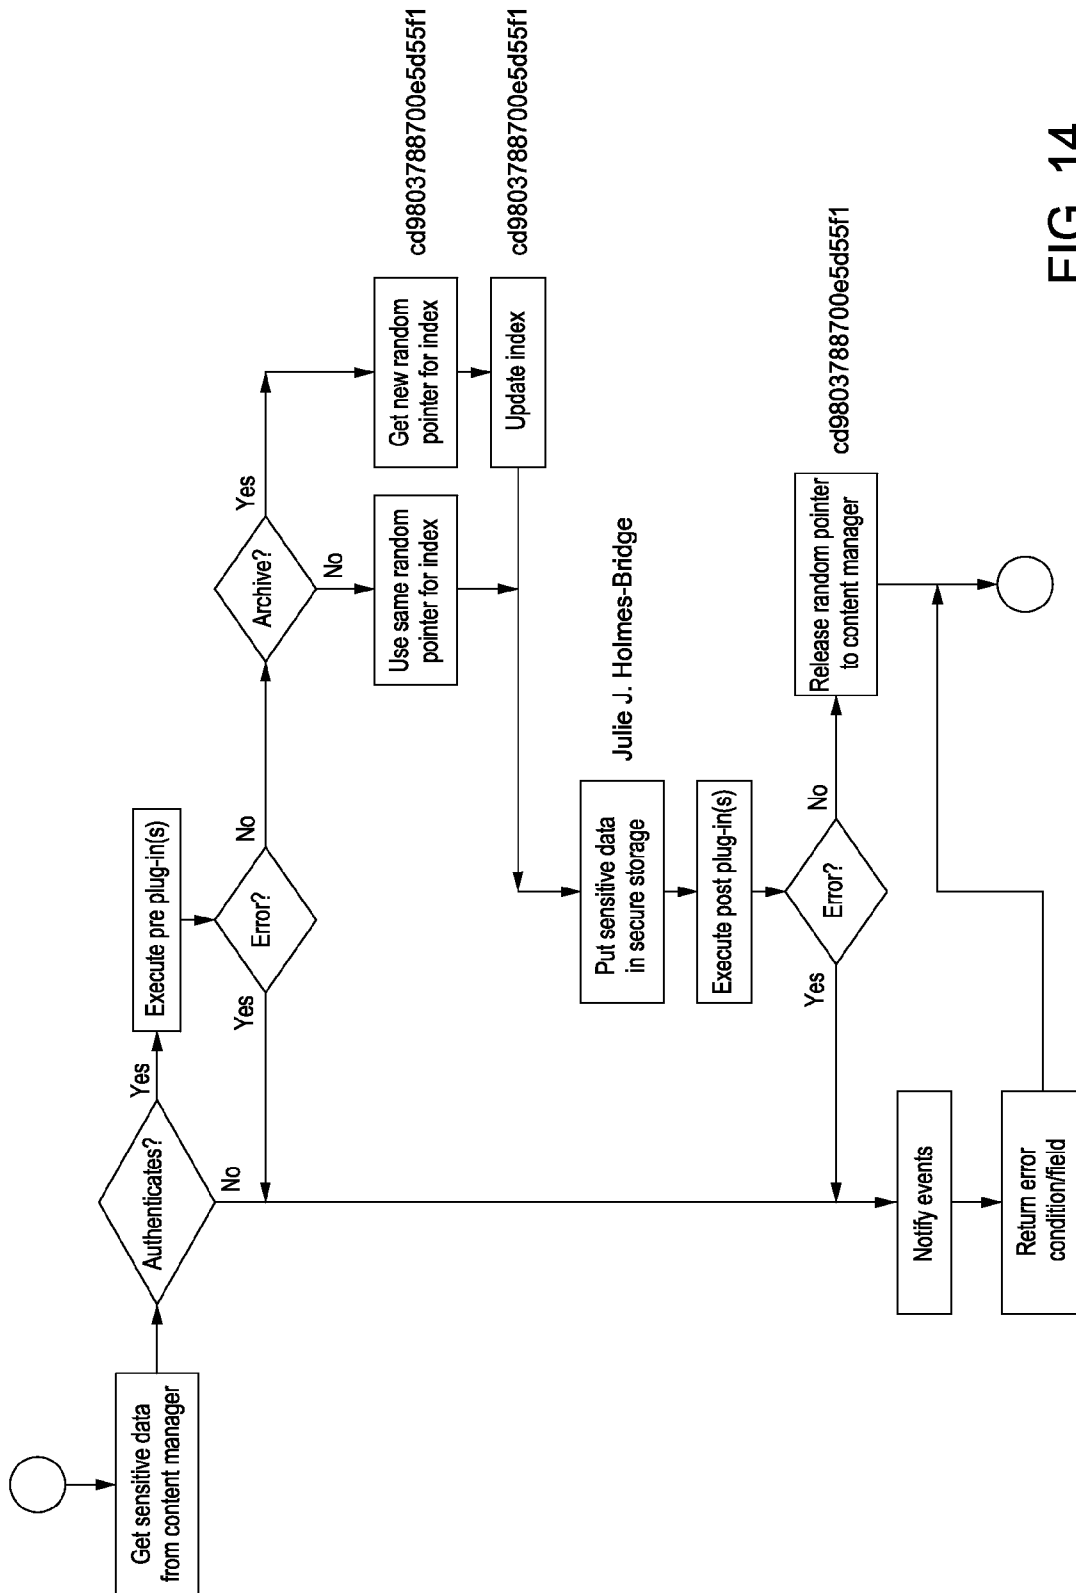 Get sensitive data
from content manager
Authenticates?
Yes
No
Execute pre plug-in(s)
Error?
Yes
No
Archive?
Yes
No
Use same random
pointer for index
Get new random
pointer for index
cd9803788700e5d55f1
Update index
cd9803788700e5d55f1
Put sensitive data
in secure storage
Julie J. Holmes-Bridge
Execute post plug-in(s)
Error?
Yes
No
Release random pointer
to content manager
cd9803788700e5d55f1
Notify events
Return error
condition/field
FIG. 14